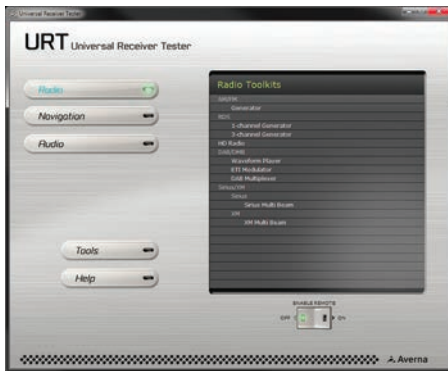 Universal Receiver Tester
URT Universal Receiver Tester
Radio
Navigation
Audio
Tools
Help
Radio Toolkits
AM/FM
Generator
RDS
1-channel Generator
3-channel Generator
HD Radio
DAB/DMB
Waveform Player
ETI Modulator
DAB Multiplexer
Sirius/XM
Sirius
Sirius Multi Beam
XM
XM Multi Beam
ENABLE REMOTE
OFF ON
Averna